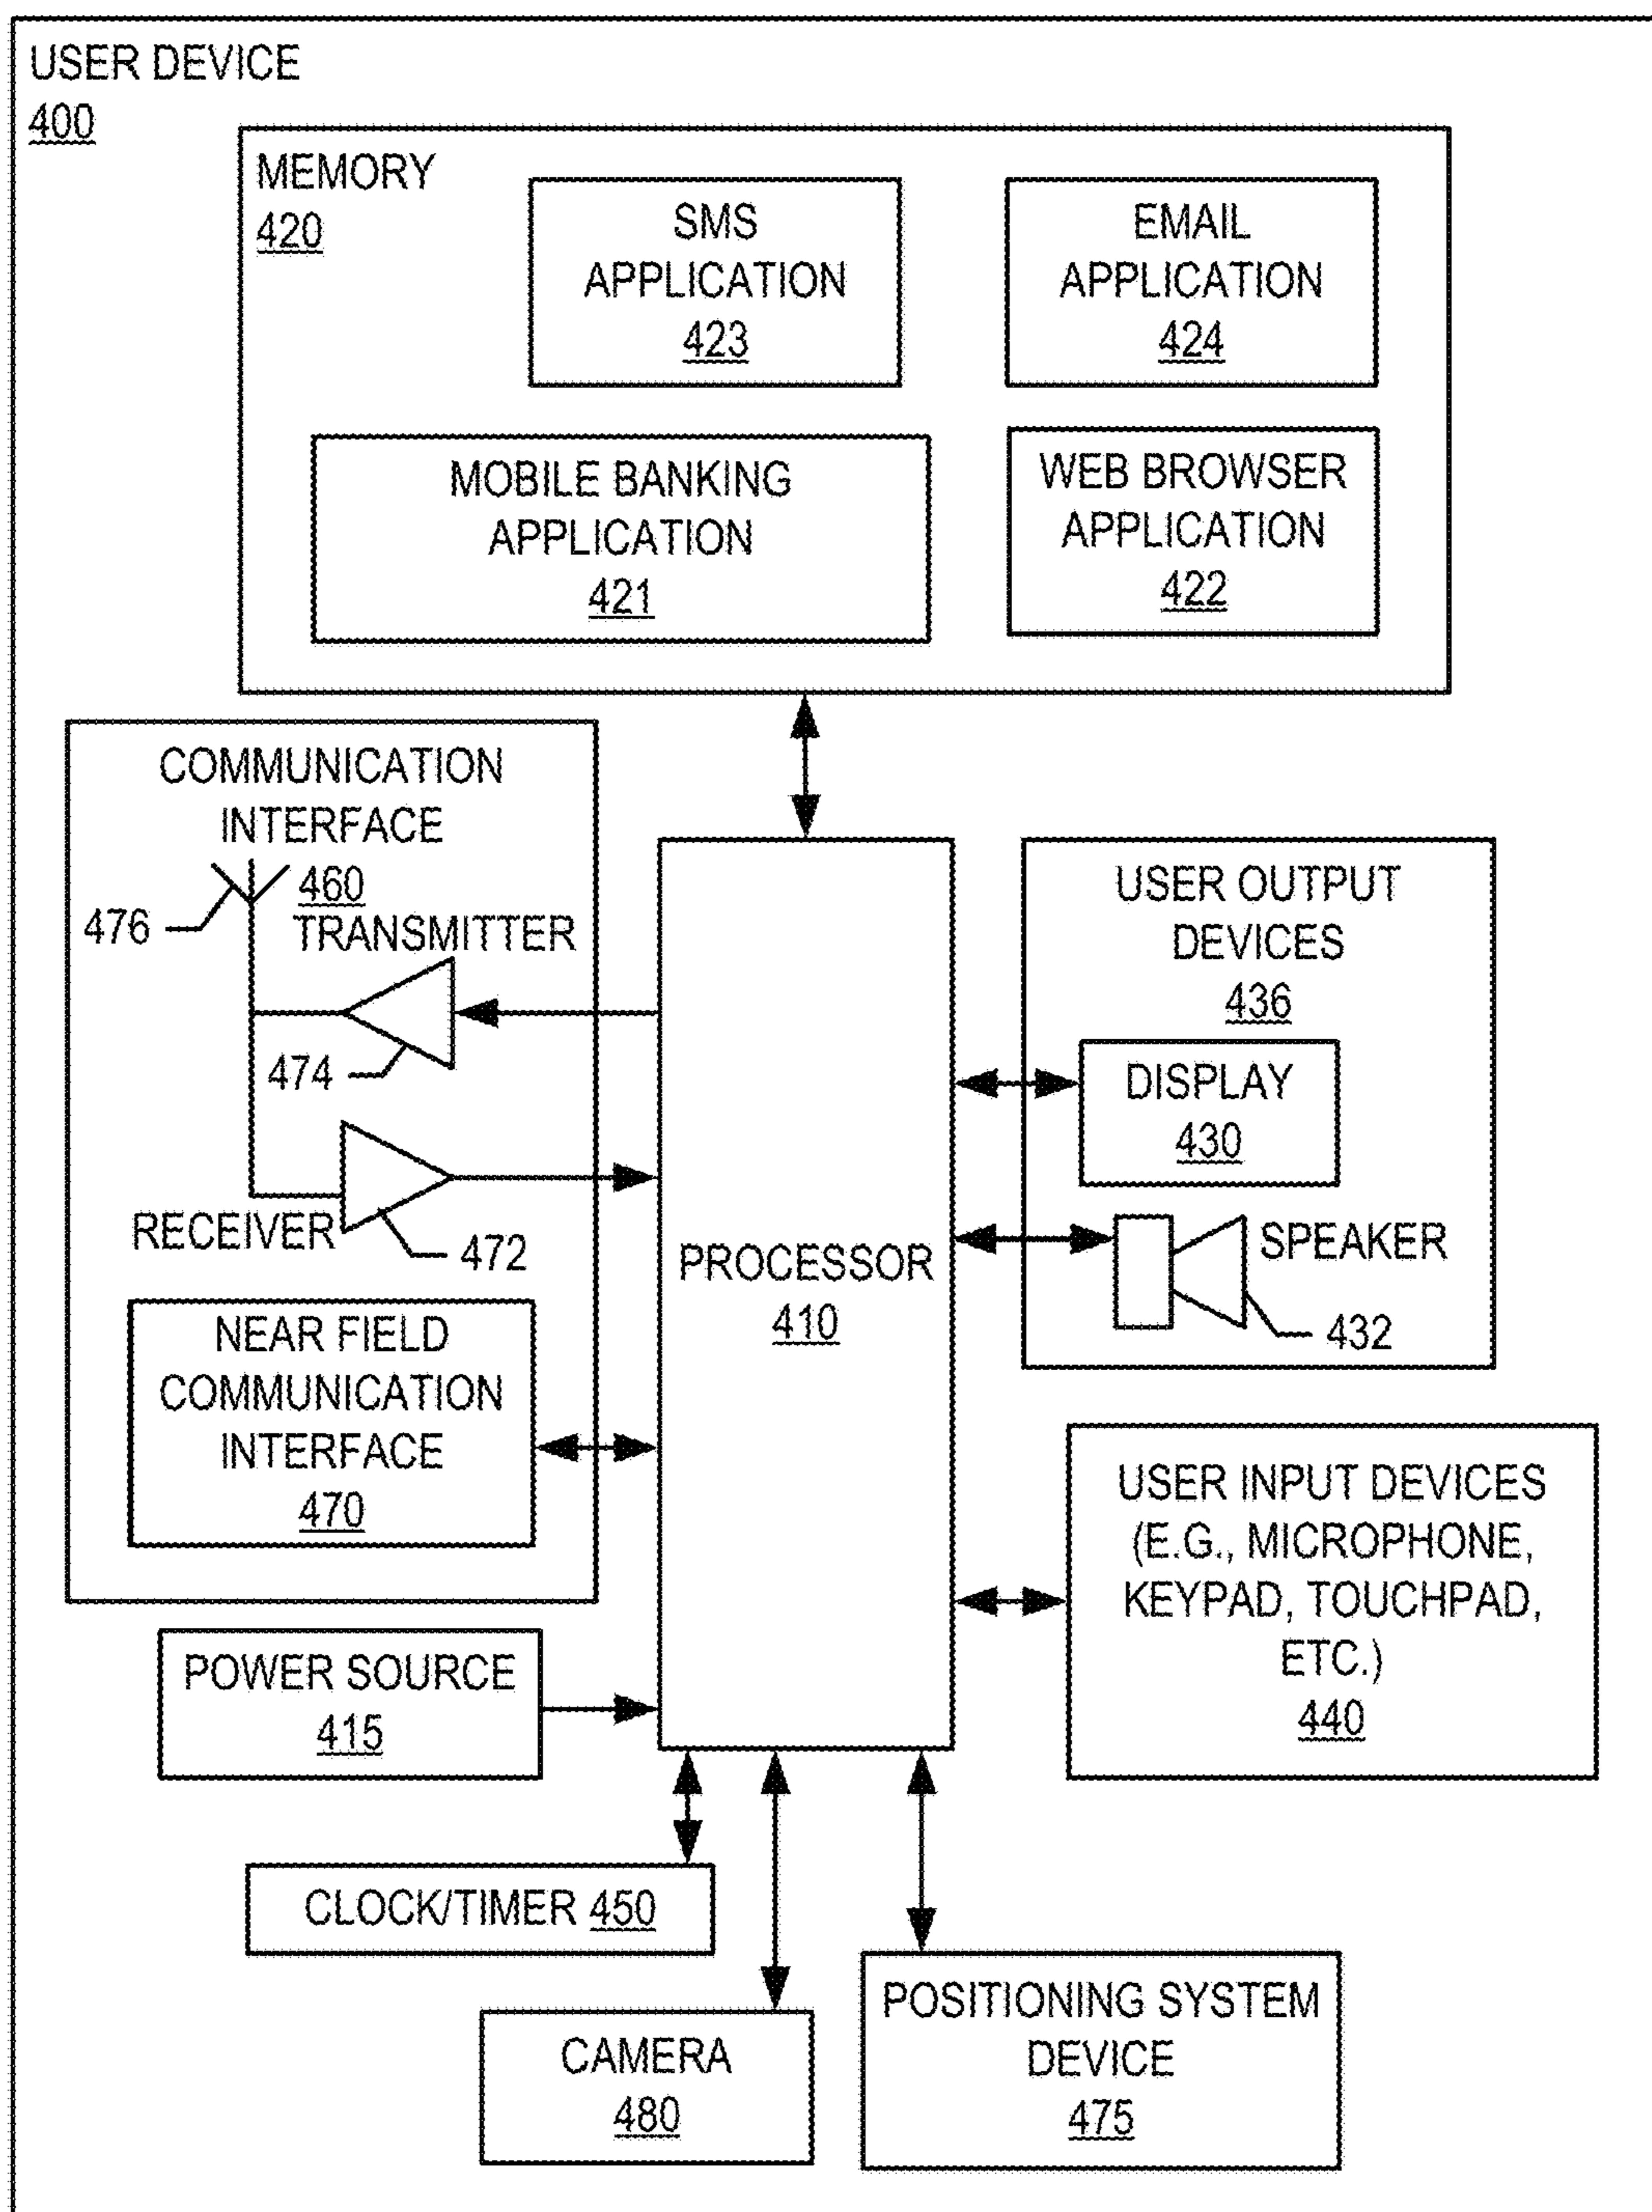 USER DEVICE
400
MEMORY
420
SMS
APPLICATION
423
EMAIL
APPLICATION
424
MOBILE BANKING
APPLICATION
421
WEB BROWSER
APPLICATION
422
COMMUNICATION
INTERFACE
460
476
TRANSMITTER
474
RECEIVER
472
NEAR FIELD
COMMUNICATION
INTERFACE
470
PROCESSOR
410
USER OUTPUT
DEVICES
436
DISPLAY
430
SPEAKER
432
USER INPUT DEVICES
(E.G., MICROPHONE,
KEYPAD, TOUCHPAD,
ETC.)
440
POWER SOURCE
415
CLOCK/TIMER 450
CAMERA
480
POSITIONING SYSTEM
DEVICE
475